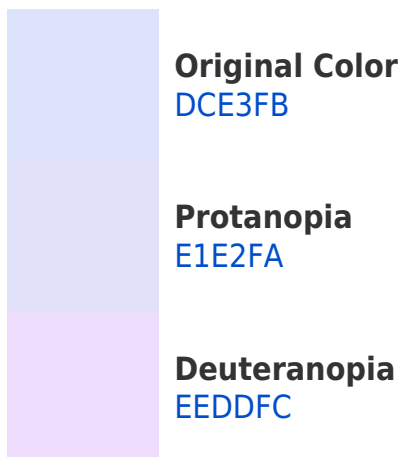 Original Color
DCE3FB
Protanopia
E1E2FA
Deuteranopia
EEDDFC